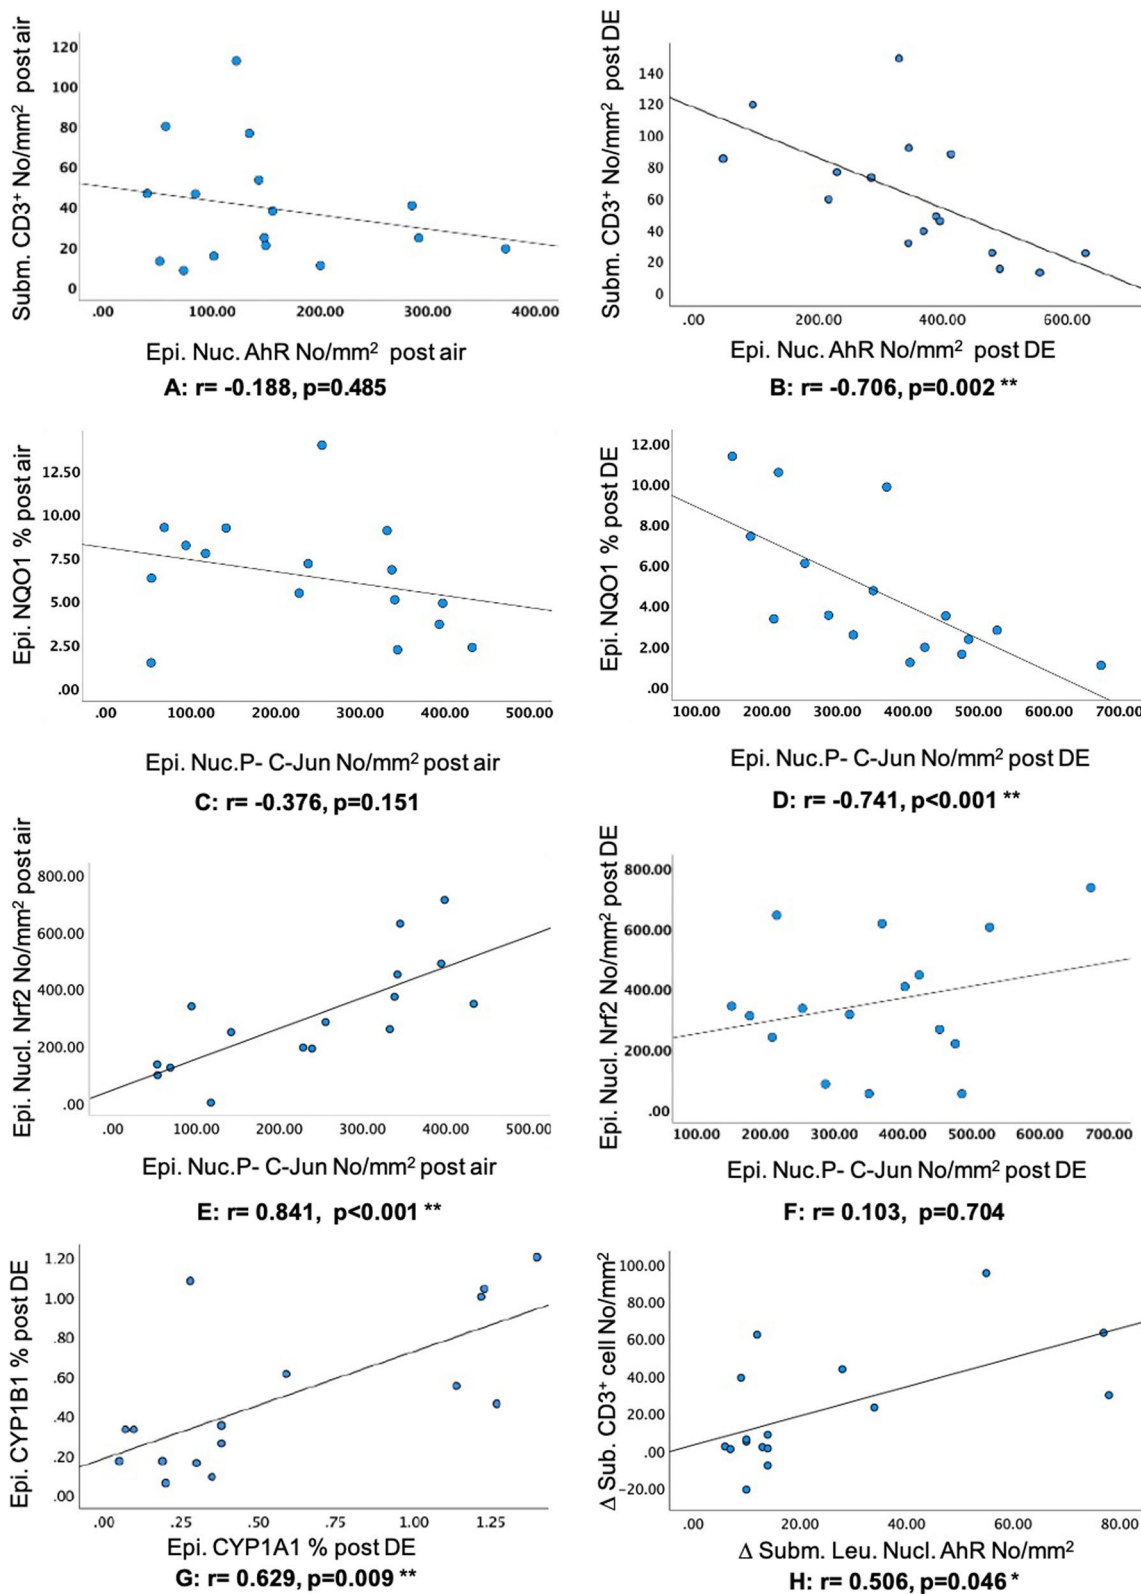 Subm. CD3⁺ No/mm² post air
120
100
80
60
40
20
0
.00 100.00 200.00 300.00 400.00
Epi. Nuc. AhR No/mm² post air
A: r= -0.188, p=0.485
Subm. CD3⁺ No/mm² post DE
140
120
100
80
60
40
20
0
.00 200.00 400.00 600.00
Epi. Nuc. AhR No/mm² post DE
B: r= -0.706, p=0.002 **
Epi. NQO1 % post air
12.50
10.00
7.50
5.00
2.50
.00
.00 100.00 200.00 300.00 400.00 500.00
Epi. Nuc.P- C-Jun No/mm² post air
C: r= -0.376, p=0.151
Epi. NQO1 % post DE
12.00
10.00
8.00
6.00
4.00
2.00
.00
100.00 200.00 300.00 400.00 500.00 600.00 700.00
Epi. Nuc.P- C-Jun No/mm² post DE
D: r= -0.741, p<0.001 **
Epi. Nucl. Nrf2 No/mm² post air
800.00
600.00
400.00
200.00
.00
.00 100.00 200.00 300.00 400.00 500.00
Epi. Nuc.P- C-Jun No/mm² post air
E: r= 0.841, p<0.001 **
Epi. Nucl. Nrf2 No/mm² post DE
800.00
600.00
400.00
200.00
.00
100.00 200.00 300.00 400.00 500.00 600.00 700.00
Epi. Nuc.P- C-Jun No/mm² post DE
F: r= 0.103, p=0.704
Epi. CYP1B1 % post DE
1.20
1.00
.80
.60
.40
.20
.00
.00 .25 .50 .75 1.00 1.25
Epi. CYP1A1 % post DE
G: r= 0.629, p=0.009 **
Δ Sub. CD3⁺ cell No/mm²
100.00
80.00
60.00
40.00
20.00
.00
−20.00
.00 20.00 40.00 60.00 80.00
Δ Subm. Leu. Nucl. AhR No/mm²
H: r= 0.506, p=0.046 *